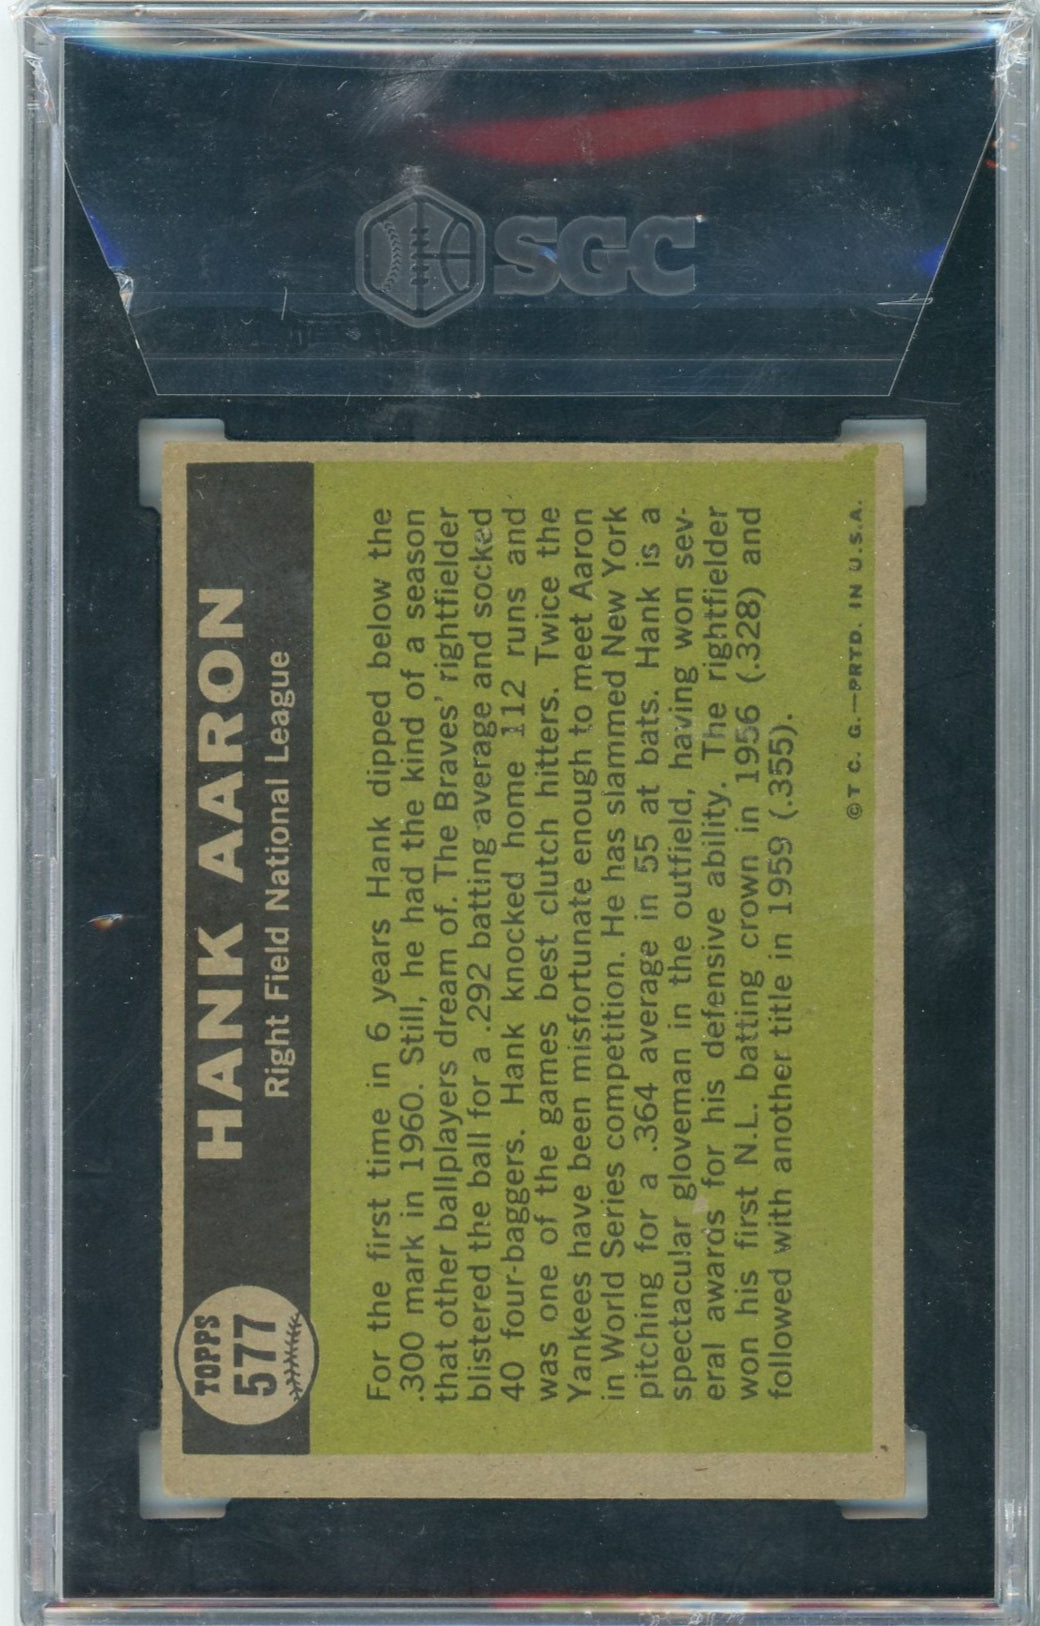 SGC
TOPPS
577
HANK AARON
Right Field National League
For the first time in 6 years Hank dipped below the
.300 mark in 1960. Still, he had the kind of a season
that other ballplayers dream of. The Braves' rightfielder
blistered the ball for a .292 batting average and socked
40 four-baggers. Hank knocked home 112 runs and
was one of the games best clutch hitters. Twice the
Yankees have been misfortunate enough to meet Aaron
in World Series competition. He has slammed New York
pitching for a .364 average in 55 at bats. Hank is a
spectacular gloveman in the outfield, having won sev-
eral awards for his defensive ability. The rightfielder
won his first N.L. batting crown in 1956 (.328) and
followed with another title in 1959 (.355).
©T C. G.—PRTD. IN U.S.A.